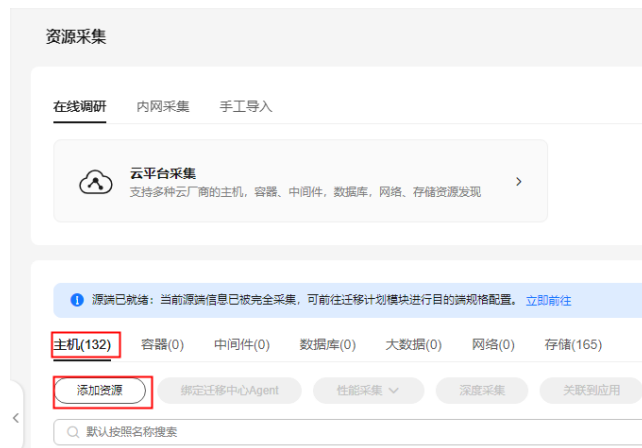 资源采集
在线调研 内网采集 手工导入
云平台采集
支持多种云厂商的主机，容器、中间件，数据库，网络、存储资源发现
源端已就绪：当前源端信息已被完全采集，可前往迁移计划模块进行目的端规格配置。 立即前往
主机(132) 容器(0) 中间件(0) 数据库(0) 大数据(0) 网络(0) 存储(165)
添加资源 绑定迁移中心Agent 性能采集 深度采集 关联到应用
默认按照名称搜索